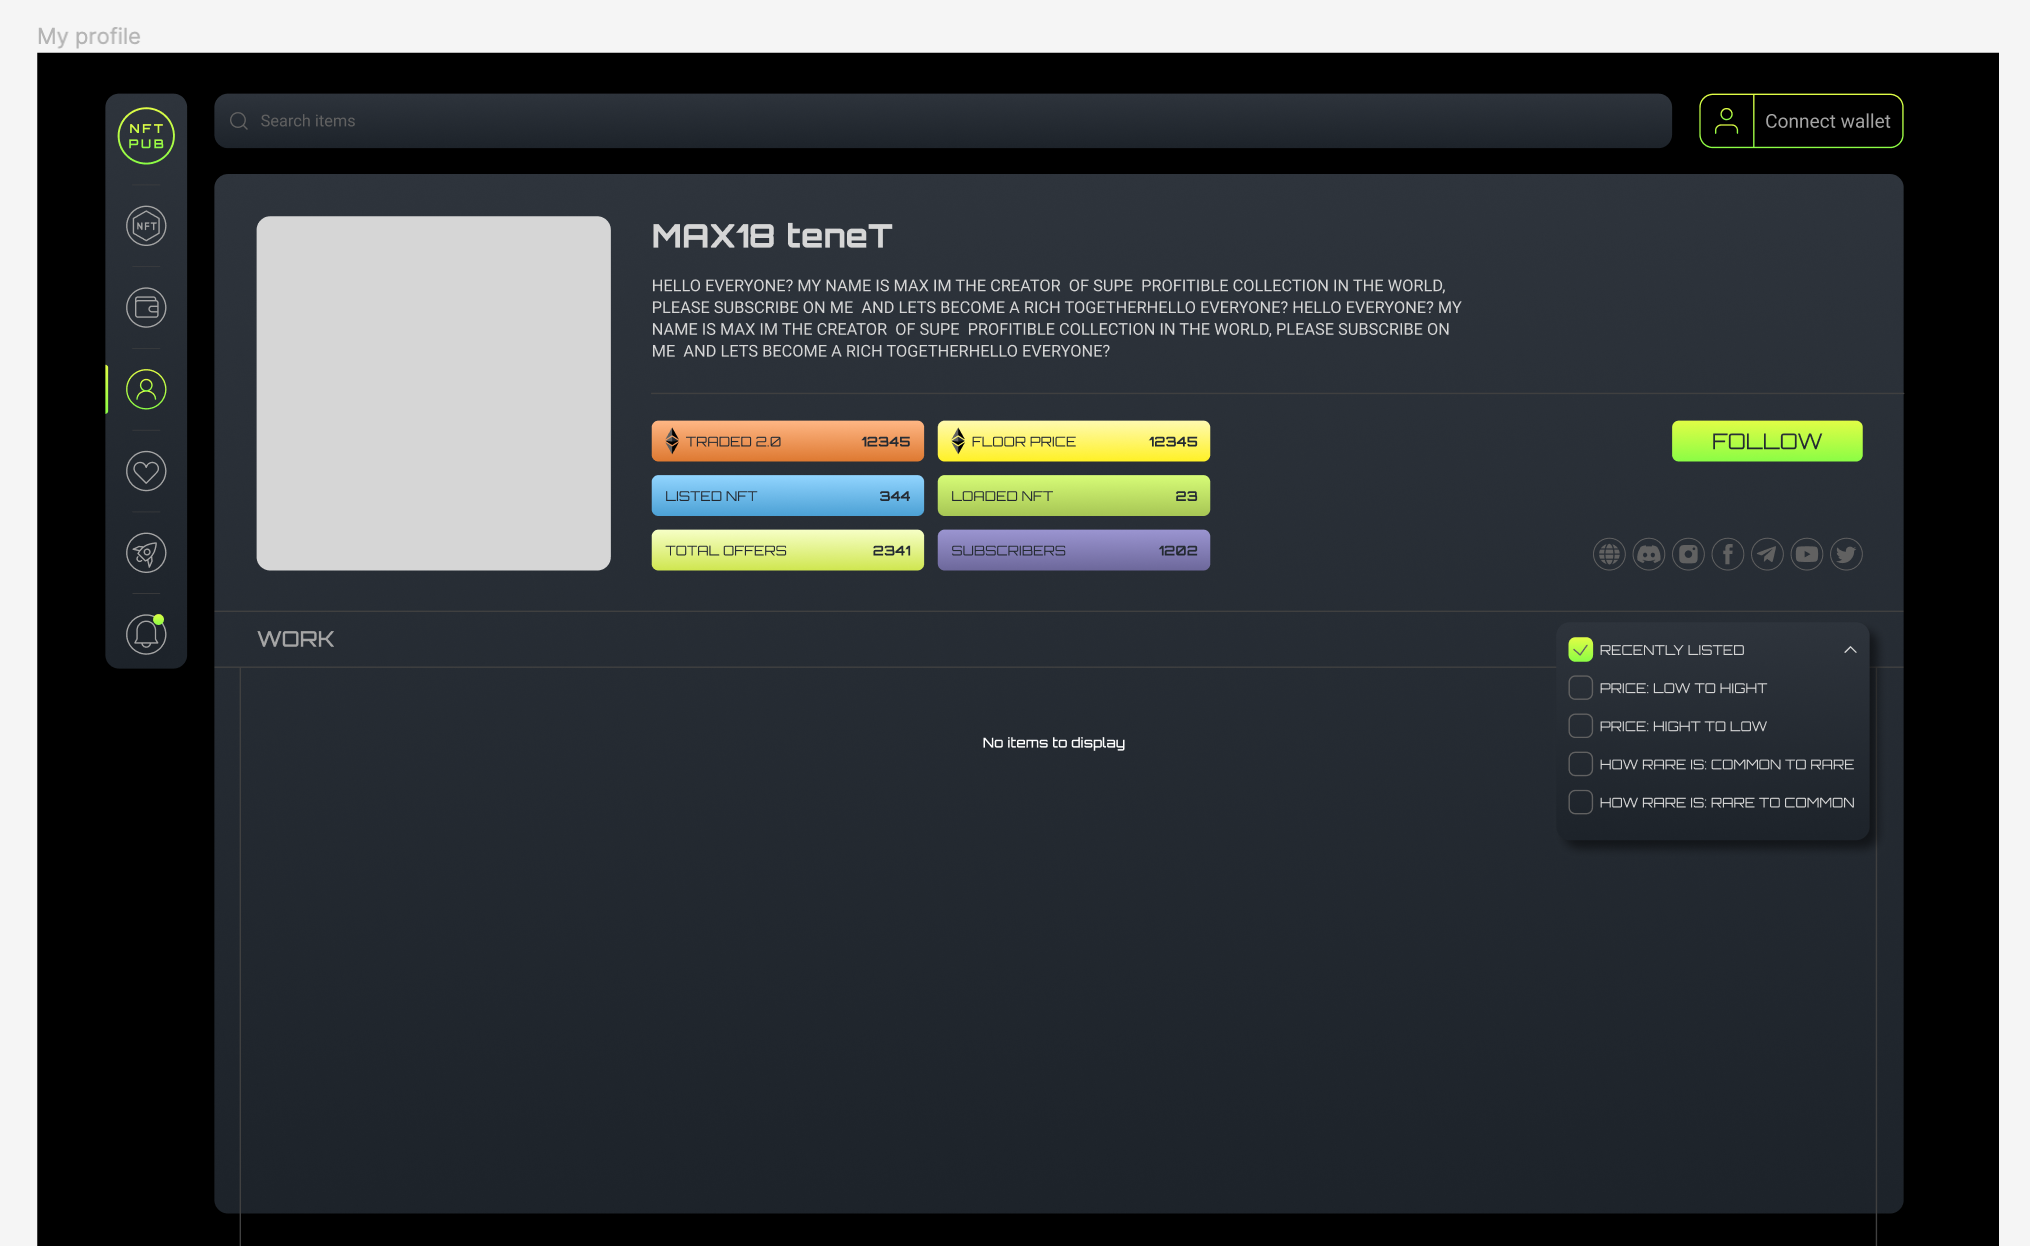 My profile
NFT
PUB
Search items
Connect wallet
NFT
MAX18 teneT
HELLO EVERYONE? MY NAME IS MAX IM THE CREATOR  OF SUPE  PROFITIBLE COLLECTION IN THE WORLD,
PLEASE SUBSCRIBE ON ME  AND LETS BECOME A RICH TOGETHERHELLO EVERYONE? HELLO EVERYONE? MY
NAME IS MAX IM THE CREATOR  OF SUPE  PROFITIBLE COLLECTION IN THE WORLD, PLEASE SUBSCRIBE ON
ME  AND LETS BECOME A RICH TOGETHERHELLO EVERYONE?
TRADED 2.0 12345
FLOOR PRICE 12345
FOLLOW
LISTED NFT 344
LOADED NFT 23
TOTAL OFFERS 2341
SUBSCRIBERS 1202
WORK
RECENTLY LISTED
PRICE: LOW TO HIGHT
PRICE: HIGHT TO LOW
HOW RARE IS: COMMON TO RARE
HOW RARE IS: RARE TO COMMON
No items to display